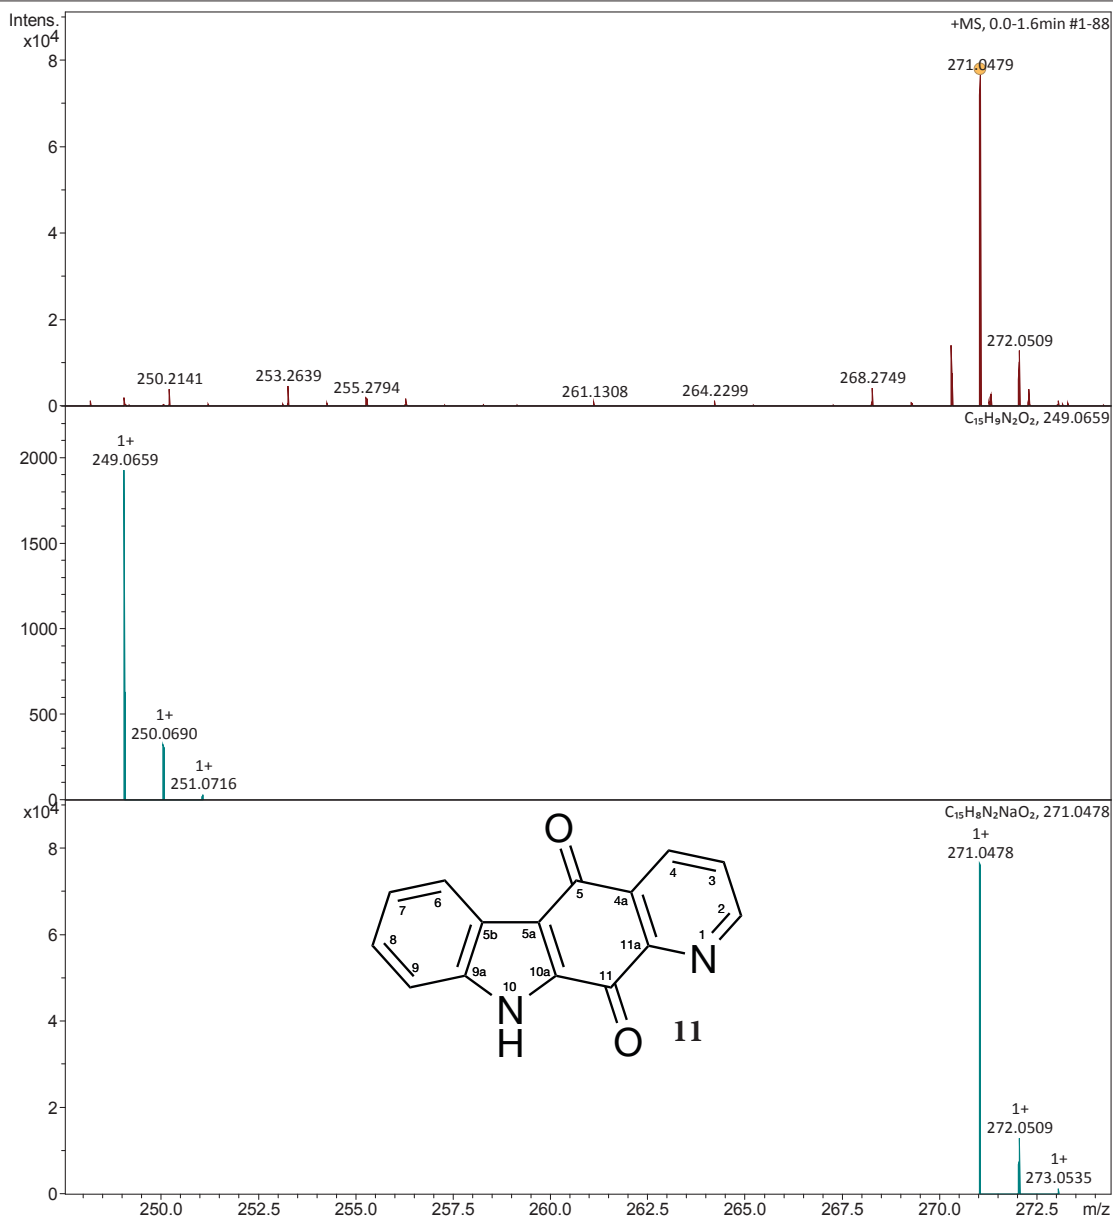 Intens.
x10⁴
+MS, 0.0-1.6min #1-88
8
271.0479
6
4
2
272.0509
250.2141
253.2639
255.2794
261.1308
264.2299
268.2749
0
C₁₅H₉N₂O₂, 249.0659
1+
249.0659
2000
1500
1000
500
1+
250.0690
1+
251.0716
0
x10⁴
C₁₅H₈N₂NaO₂, 271.0478
1+
271.0478
8
O
5
4
3
4a
2
6
7
5b
5a
1
8
11a
N
9
9a
10
10a
11
N
H
O
11
6
4
2
1+
272.0509
1+
273.0535
0
250.0 252.5 255.0 257.5 260.0 262.5 265.0 267.5 270.0 272.5 m/z